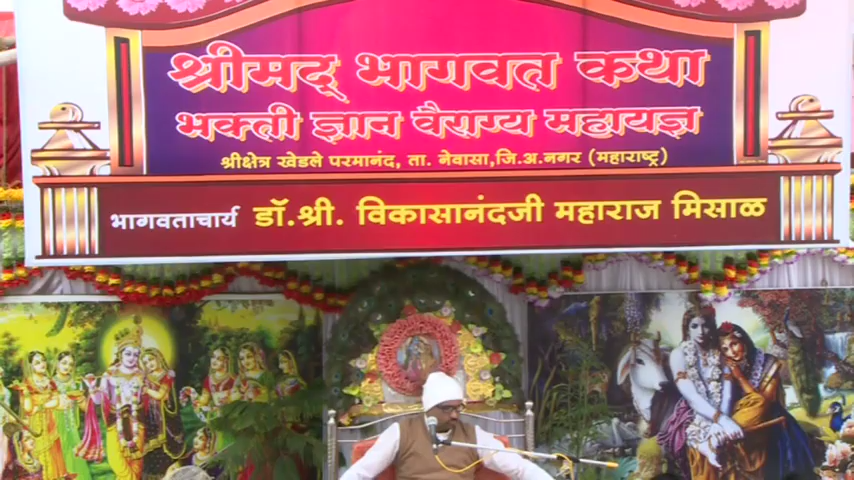 श्रीमद् भागवत कथा
भक्ती ज्ञान वैराग्य महायज्ञ
श्रीक्षेत्र खेडले परमानंद, ता. नेवासा,जि.अ.नगर (महाराष्ट्र)
भागवताचार्य डॉ.श्री. विकासानंदजी महाराज मिसाळ